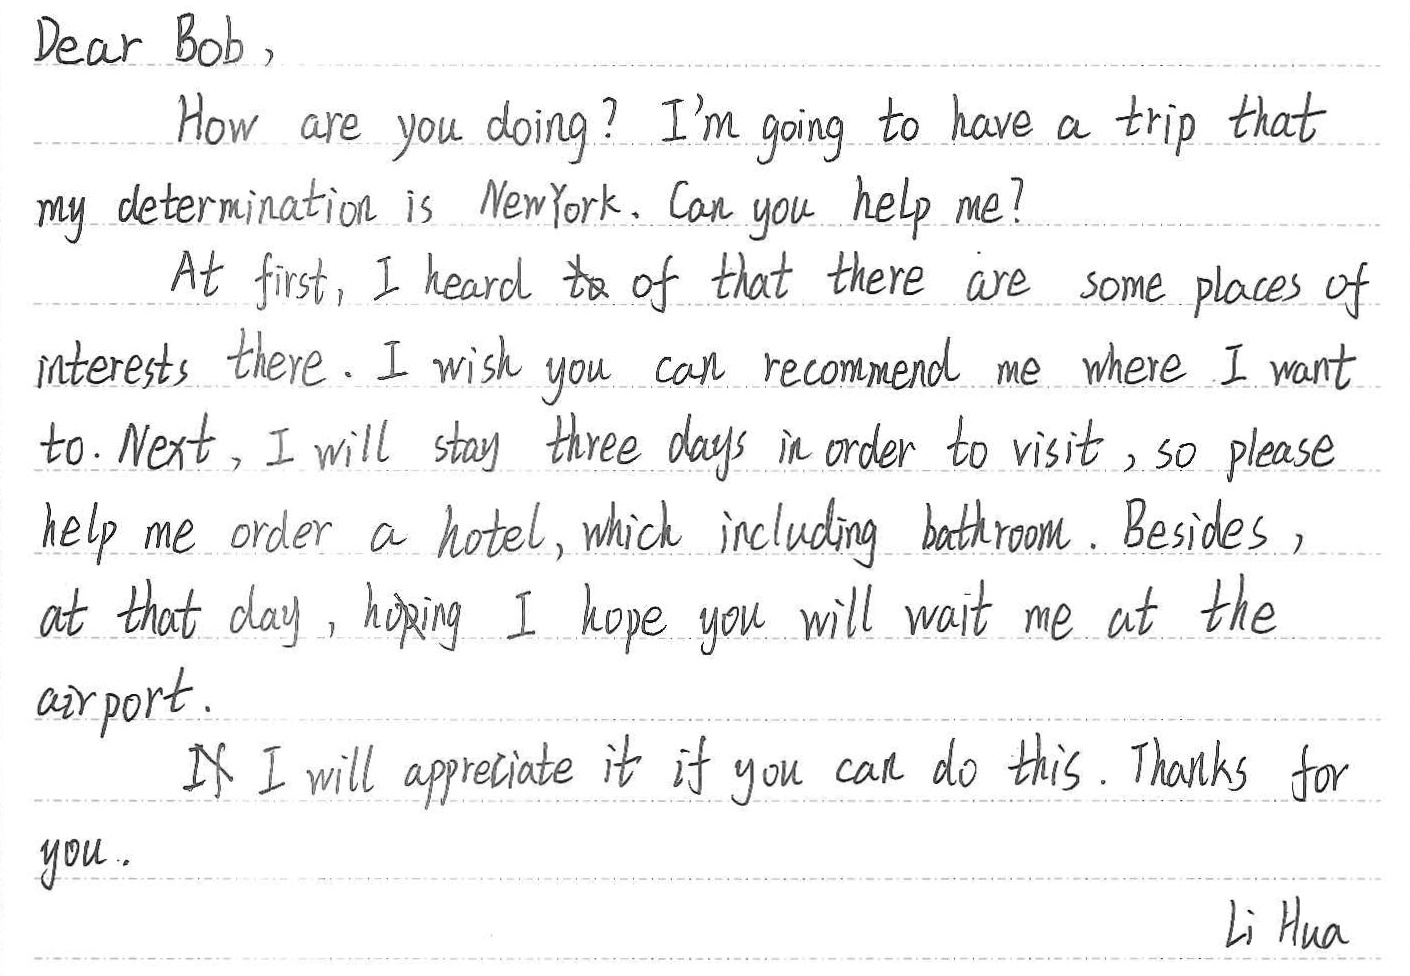 Dear Bob,
How are you doing? I'm going to have a trip that
my determination is NewYork. Can you help me?
At first, I heard to of that there are some places of
interests there. I wish you can recommend me where I want
to. Next, I will stay three days in order to visit, so please
help me order a hotel, which including bathroom. Besides,
at that day, hoping I hope you will wait me at the
airport.
If I will appreciate it if you can do this. Thanks for
you.
Li Hua